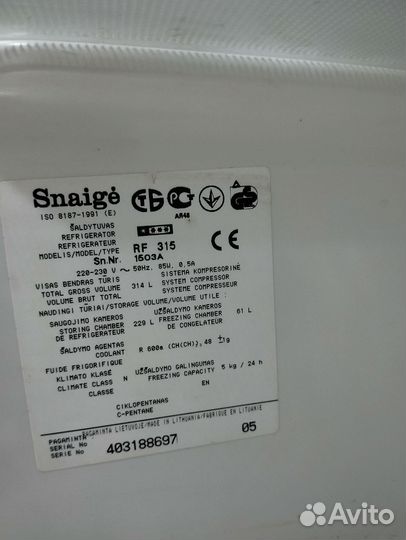 Snaigė
ISO 8187-1991 (E)
AR46
ŠALDYTUVAS
REFRIGERATOR
REFRIGERATEUR
MODELIS/MODEL/TYPE RF 315
Sn.Nr. 1503A
CE
220-230 V ~ 50Hz, 85W, 0,5A
VISAS BENDRAS TŪRIS
TOTAL GROSS VOLUME 314 L
VOLUME BRUT TOTAL
SISTEMA KOMPRESORINĖ
SYSTEM COMPRESSOR
SYSTEME COMPRESSEUR
NAUDINGI TŪRIAI/STORAGE VOLUME/VOLUME UTILE :
SAUGOJIMO KAMEROS
STORING CHAMBER 229 L
DE REFRIGERATEUR
UŽŠALDYMO KAMEROS
FREEZING CHAMBER 61 L
DE CONGELATEUR
ŠALDYMO AGENTAS
COOLANT R 600a (CH(CH)), 48 ±1g
FUIDE FRIGORIFIQUE
KLIMATO KLASĖ
CLIMATE CLASS N
CLASSE
UŽŠALDYMO GALINGUMAS
FREEZING CAPACITY 5 kg / 24 h
EN
CIKLOPENTANAS
C-PENTANE
PAGAMINTA LIETUVOJE/MADE IN LITHUANIA/FABRIQUE EN LITUANIE
PAGAMINTA
SERIAL No 403188697 05
SERIE No
Avito